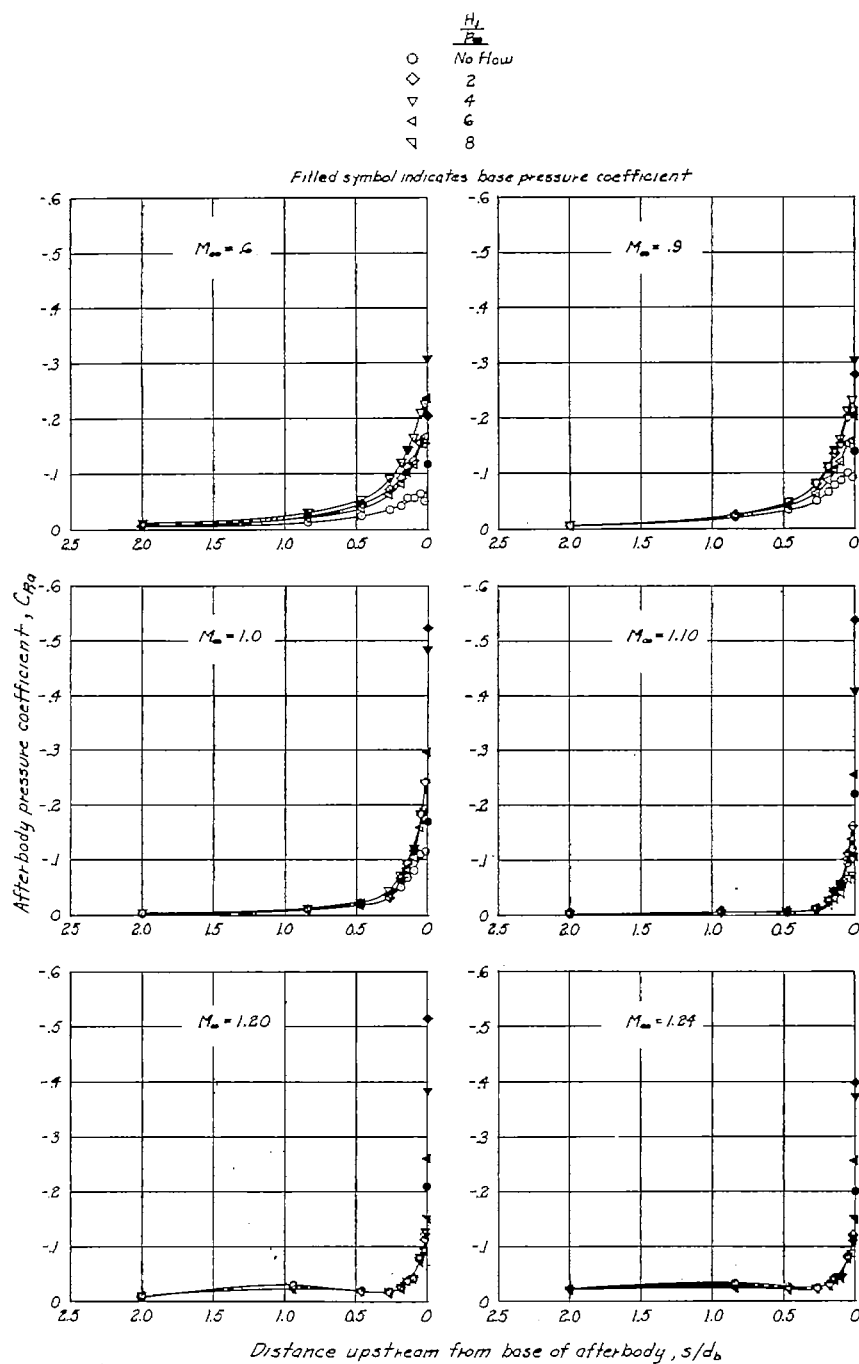 H_j
P_∞
No Flow
2
4
6
8
Filled symbol indicates base pressure coefficient
-.6
-.5
-.4
-.3
-.2
-.1
0
M_∞ = .6
2.5 2.0 1.5 1.0 0.5 0
-.6
-.5
-.4
-.3
-.2
-.1
0
M_∞ = .9
2.5 2.0 1.5 1.0 0.5 0
Afterbody pressure coefficient,
-.6
-.5
-.4
-.3
-.2
-.1
0
M_∞ = 1.0
2.5 2.0 1.5 1.0 0.5 0
-.6
-.5
-.4
-.3
-.2
-.1
0
M_∞ = 1.10
2.5 2.0 1.5 1.0 0.5 0
-.6
-.5
-.4
-.3
-.2
-.1
0
M_∞ = 1.20
2.5 2.0 1.5 1.0 0.5 0
-.6
-.5
-.4
-.3
-.2
-.1
0
M_∞ = 1.24
2.5 2.0 1.5 1.0 0.5 0
Distance upstream from base of afterbody, s/d_b